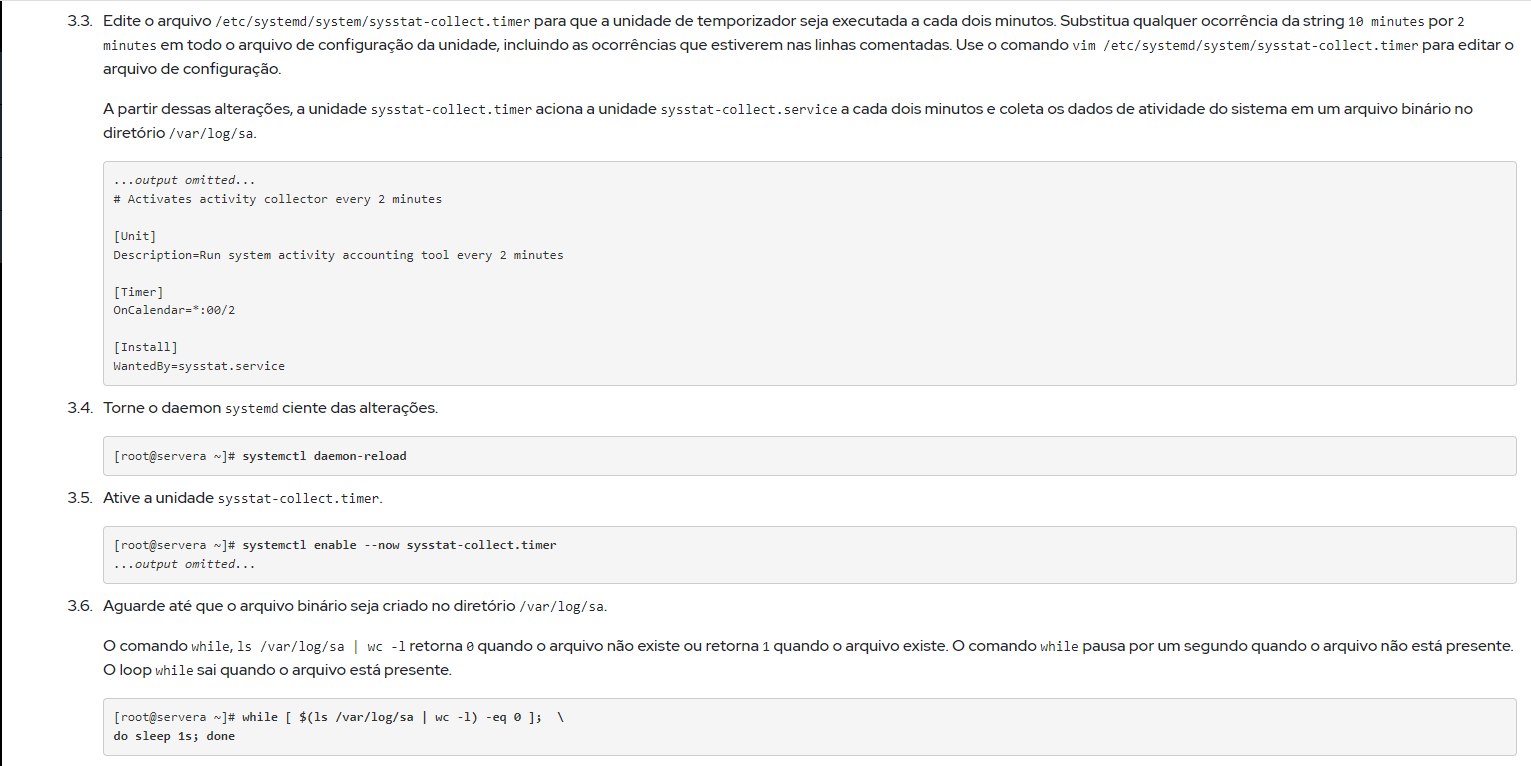 3.3. Edite o arquivo /etc/systemd/system/sysstat-collect.timer para que a unidade de temporizador seja executada a cada dois minutos. Substitua qualquer ocorrência da string 10 minutes por 2
minutes em todo o arquivo de configuração da unidade, incluindo as ocorrências que estiverem nas linhas comentadas. Use o comando vim /etc/systemd/system/sysstat-collect.timer para editar o
arquivo de configuração.
A partir dessas alterações, a unidade sysstat-collect.timer aciona a unidade sysstat-collect.service a cada dois minutos e coleta os dados de atividade do sistema em um arquivo binário no
diretório /var/log/sa.
...output omitted...
# Activates activity collector every 2 minutes
[Unit]
Description=Run system activity accounting tool every 2 minutes
[Timer]
OnCalendar=*:00/2
[Install]
WantedBy=sysstat.service
3.4. Torne o daemon systemd ciente das alterações.
[root@servera ~]# systemctl daemon-reload
3.5. Ative a unidade sysstat-collect.timer.
[root@servera ~]# systemctl enable --now sysstat-collect.timer
...output omitted...
3.6. Aguarde até que o arquivo binário seja criado no diretório /var/log/sa.
O comando while, ls /var/log/sa | wc -l retorna 0 quando o arquivo não existe ou retorna 1 quando o arquivo existe. O comando while pausa por um segundo quando o arquivo não está presente.
O loop while sai quando o arquivo está presente.
[root@servera ~]# while [ $(ls /var/log/sa | wc -l) -eq 0 ]; \
do sleep 1s; done